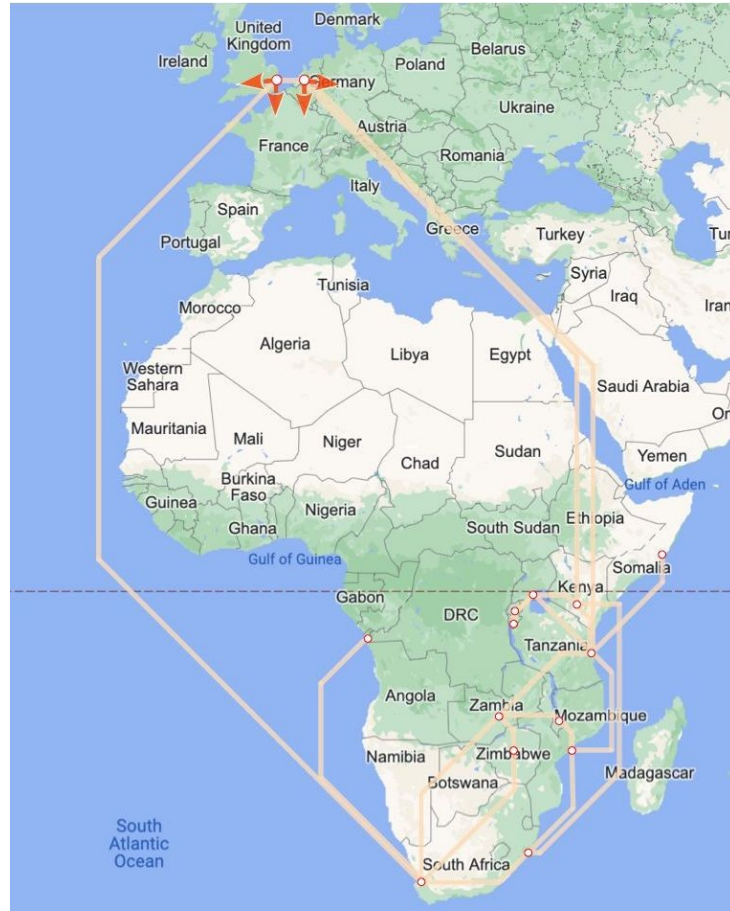 Denmark
United
Kingdom
Ireland
Belarus
Poland
Germany
Ukraine
Austria
France
Romania
Italy
Spain
Greece
Portugal
Turkey
Syria
Tunisia
Iraq
Iran
Morocco
Algeria
Libya
Egypt
Western
Sahara
Saudi Arabia
Mauritania
Mali
Niger
Sudan
Chad
Yemen
Burkina
Faso
Gulf of Aden
Guinea
Nigeria
Ethiopia
South Sudan
Ghana
Gulf of Guinea
Somalia
Kenya
Gabon
DRC
Tanzania
Angola
Zambia
Mozambique
Namibia
Zimbabwe
Madagascar
Botswana
South
Atlantic
Ocean
South Africa